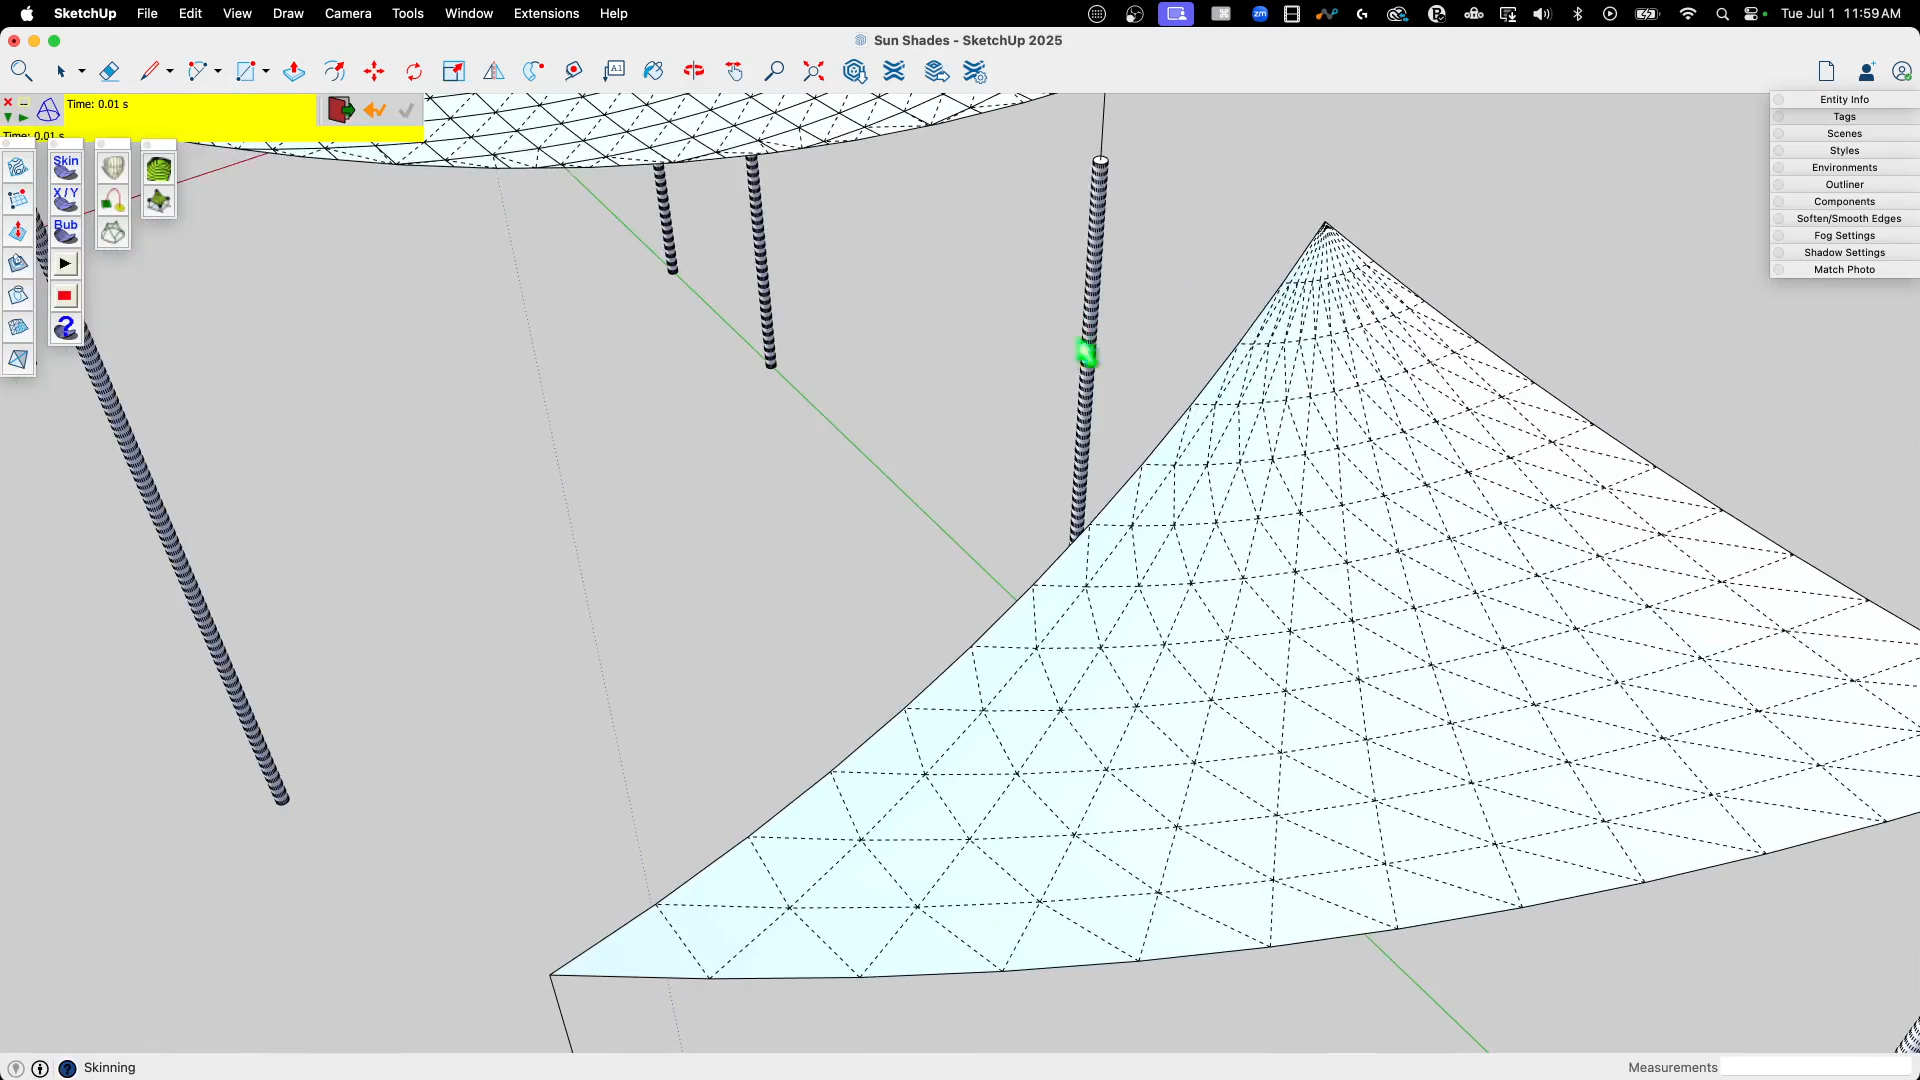 SketchUp File Edit View Draw Camera Tools Window Extensions Help zm Tue Jul 1 11:59 AM
Sun Shades - SketchUp 2025
A1
Time: 0.01 s
Time: 0.01 s
Skin
X / Y
Bub
?
Entity Info
Tags
Scenes
Styles
Environments
Outliner
Components
Soften/Smooth Edges
Fog Settings
Shadow Settings
Match Photo
Skinning
Measurements